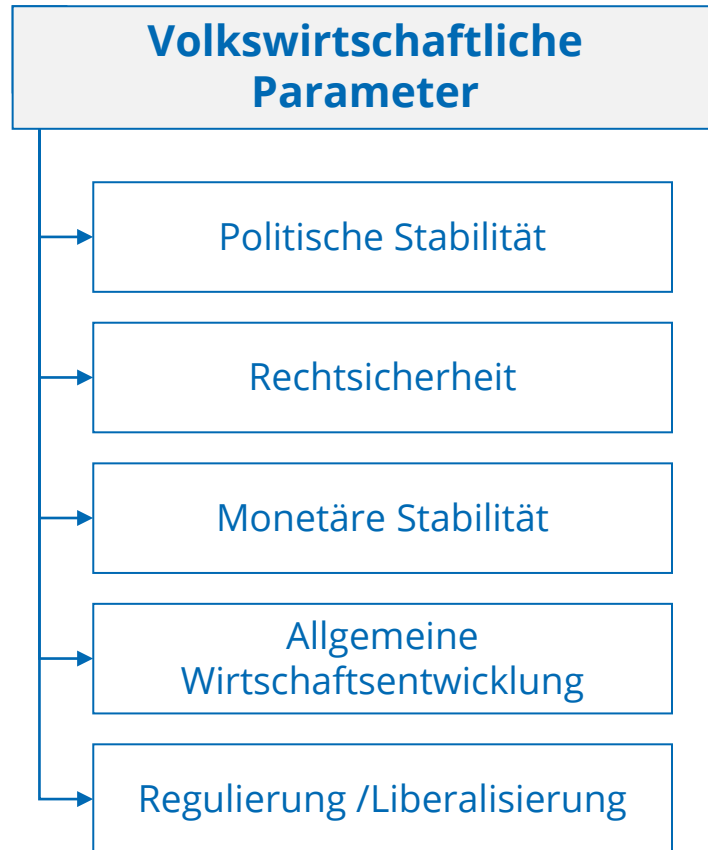 Volkswirtschaftliche
Parameter
Politische Stabilität
Rechtsicherheit
Monetäre Stabilität
Allgemeine
Wirtschaftsentwicklung
Regulierung /Liberalisierung